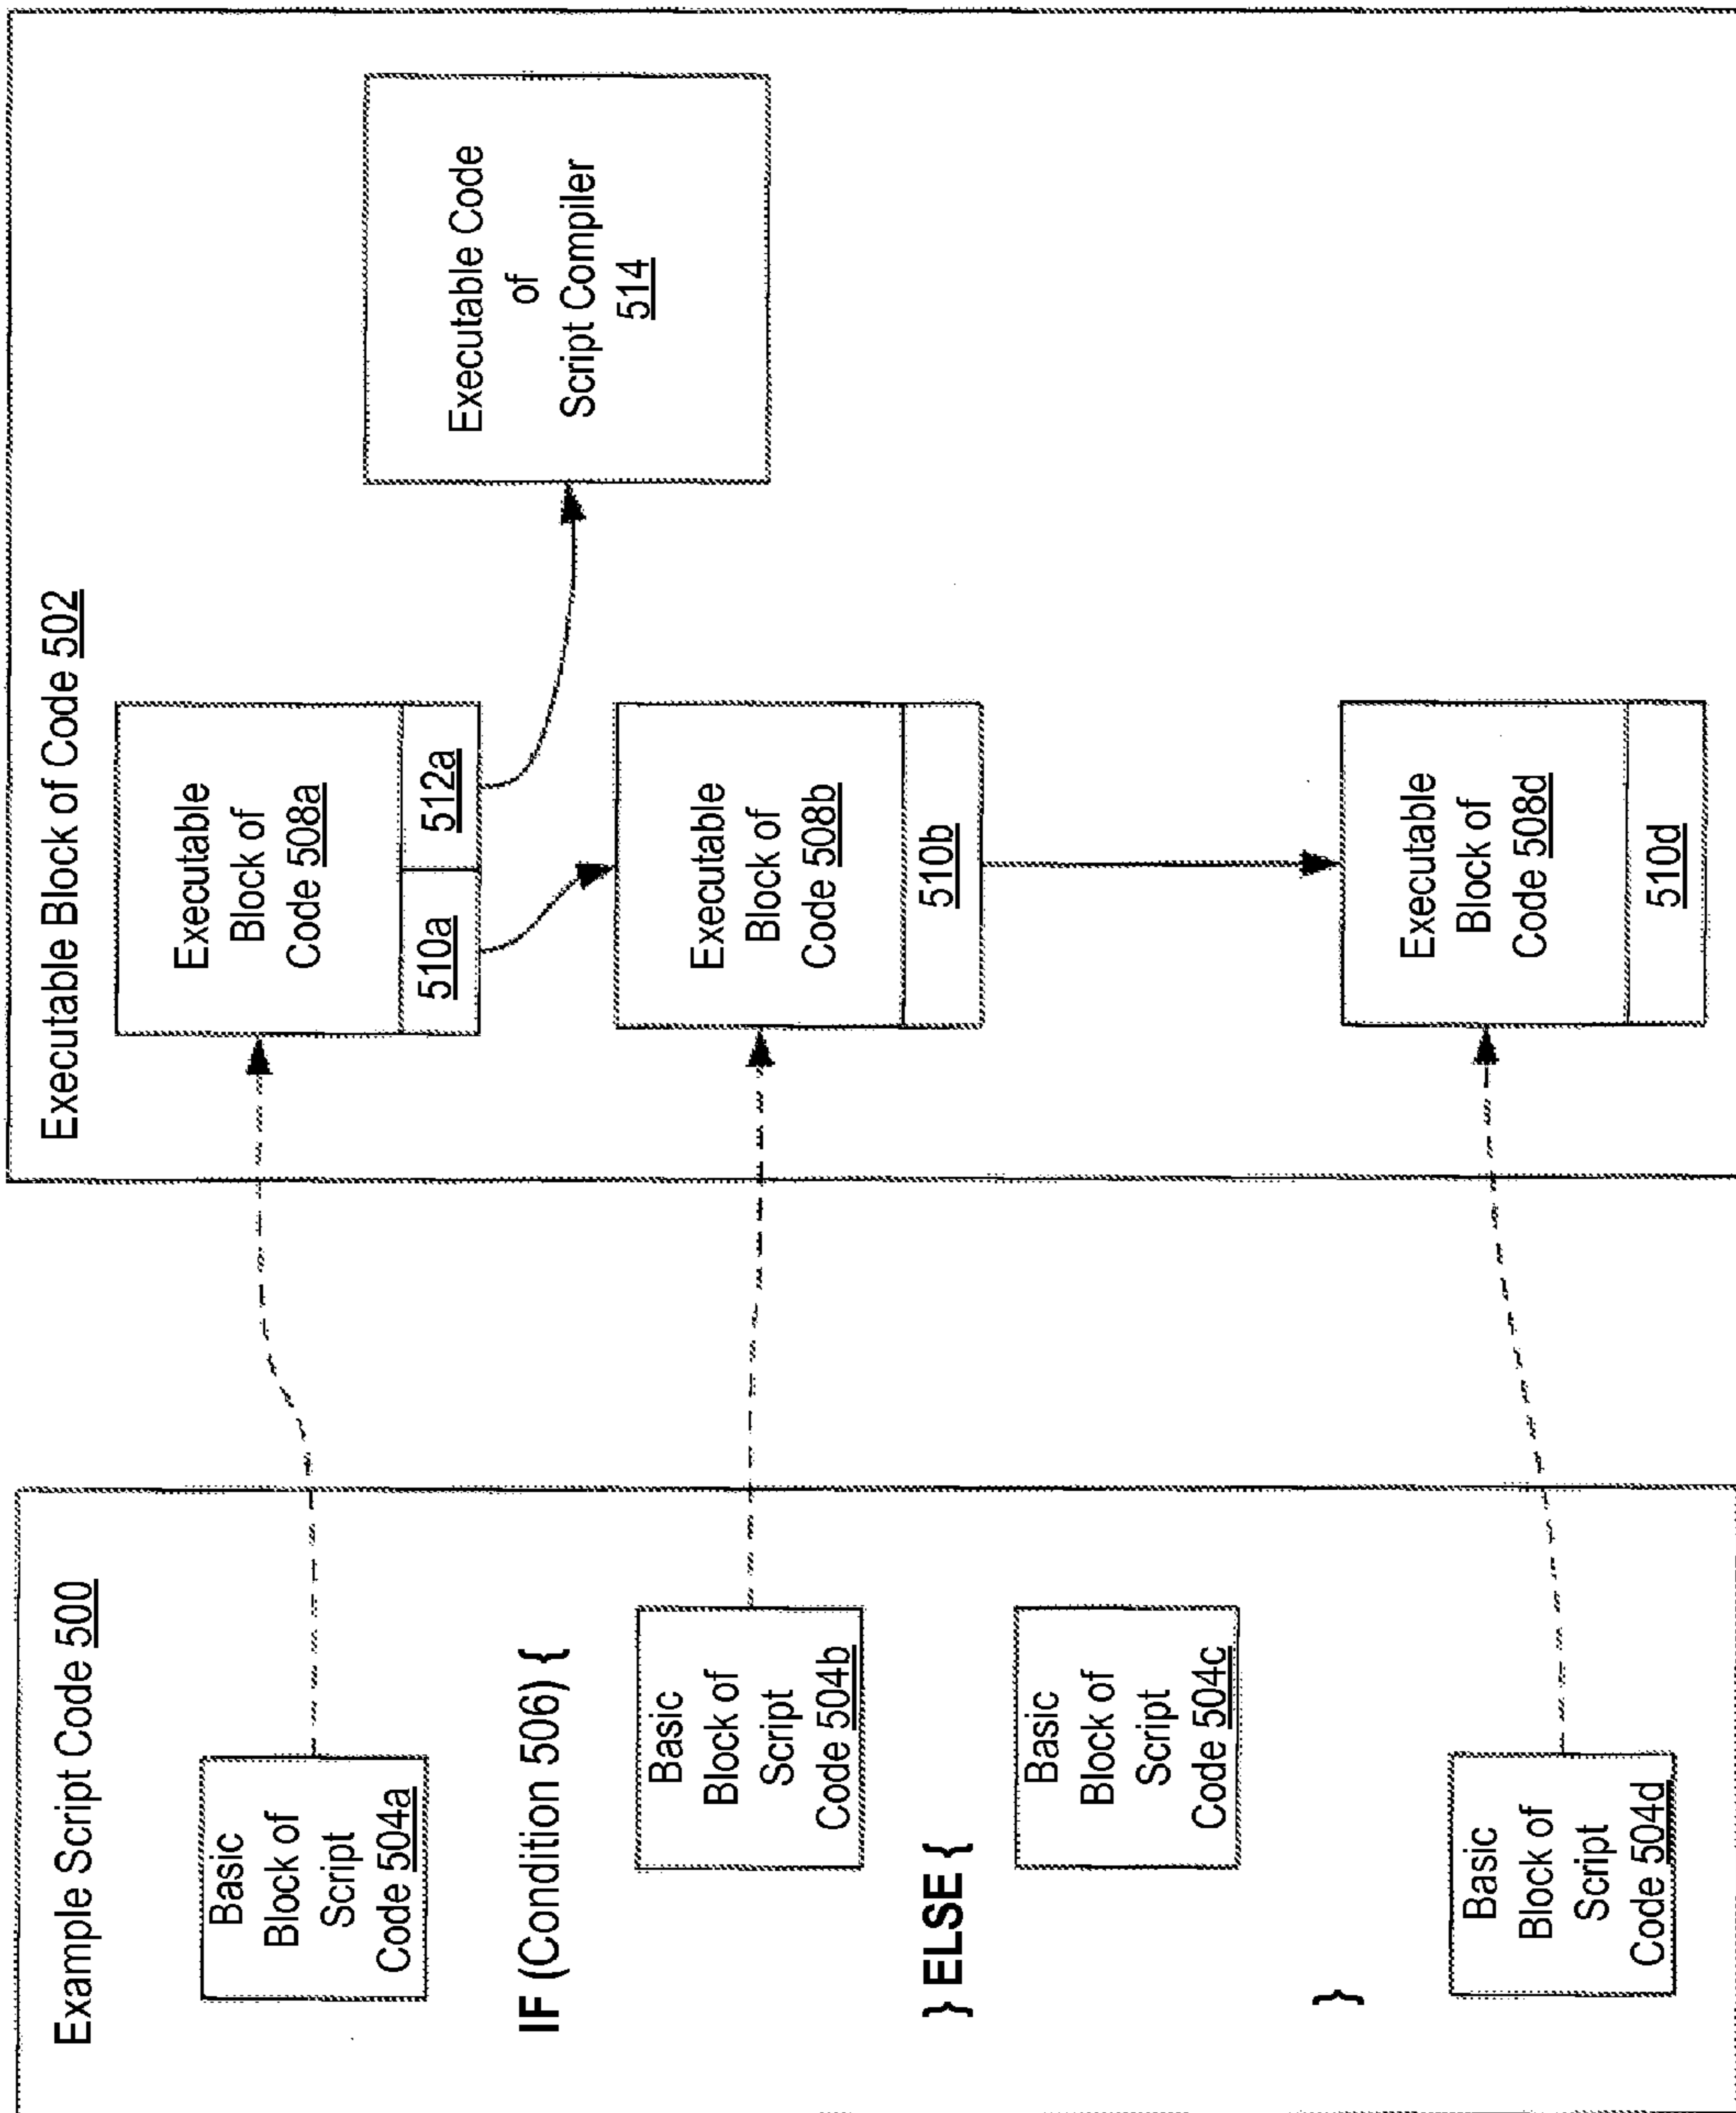 Example Script Code 500
Basic
Block of
Script
Code 504a
IF (Condition 506) {
Basic
Block of
Script
Code 504b
} ELSE {
Basic
Block of
Script
Code 504c
}
Basic
Block of
Script
Code 504d
Executable Block of Code 502
Executable
Block of
Code 508a
510a
512a
Executable Code
of
Script Compiler
514
Executable
Block of
Code 508b
510b
Executable
Block of
Code 508d
510d